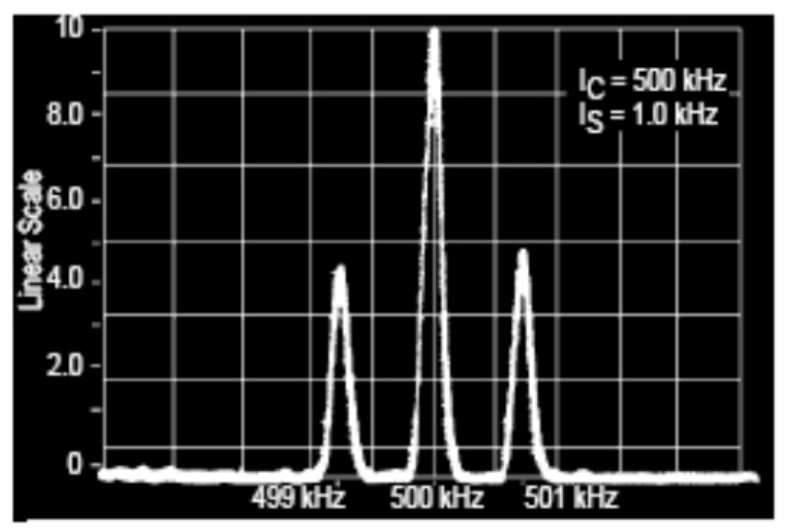 10
8.0
6.0
4.0
2.0
0
Linear Scale
IC = 500 kHz
IS = 1.0 kHz
499 kHz 500 kHz 501 kHz